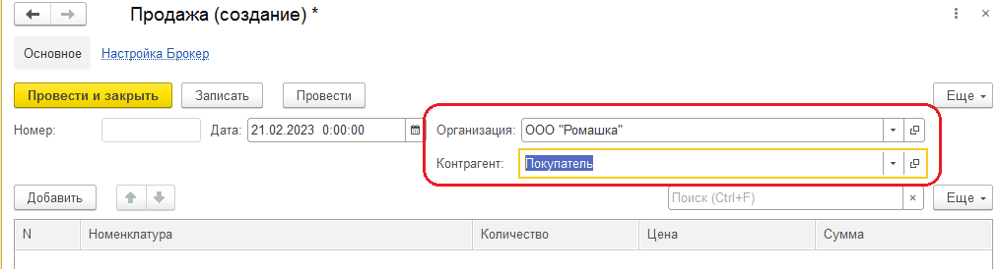 Продажа (создание) *
Основное Настройка Брокер
Провести и закрыть Записать Провести Еще
Номер: Дата: 21.02.2023 0:00:00 Организация: ООО "Ромашка"
Контрагент: Покупатель
Добавить Поиск (Ctrl+F) × Еще
N Номенклатура Количество Цена Сумма